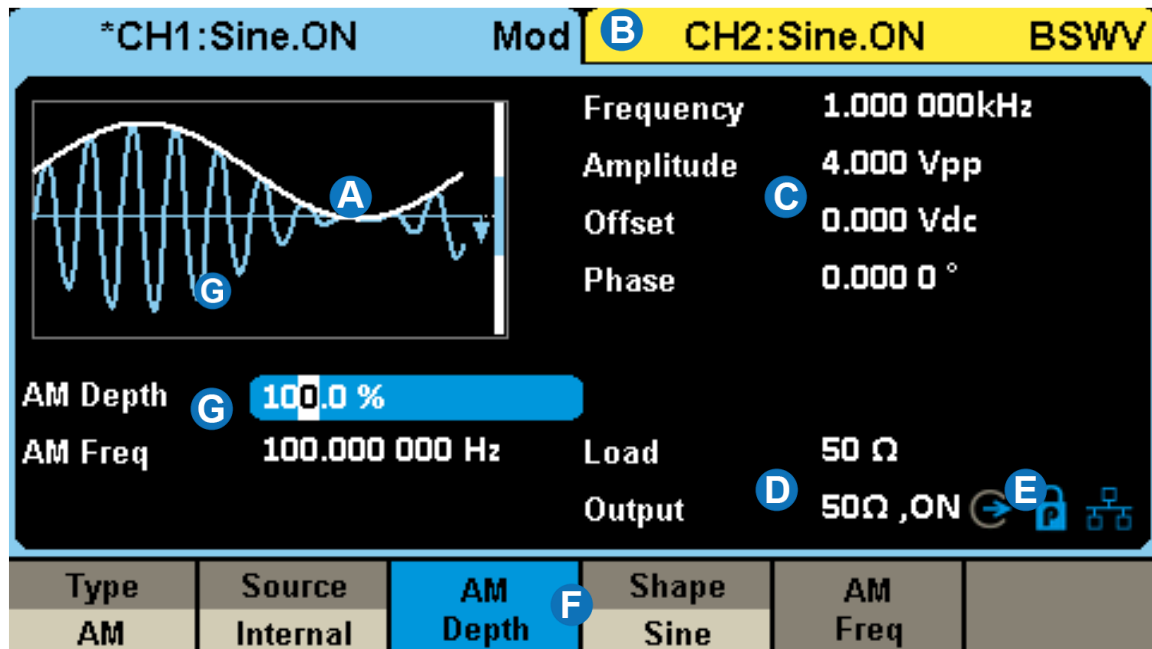 *CH1:Sine.ON Mod B CH2:Sine.ON BSWV
Frequency 1.000 000kHz
Amplitude 4.000 Vpp
A
C
Offset 0.000 Vdc
Phase 0.000 0 °
G
AM Depth G 100.0 %
AM Freq 100.000 000 Hz
Load 50 Ω
D
E
Output 50Ω ,ON P
Type Source AM Depth F Shape AM Freq
AM Internal Sine